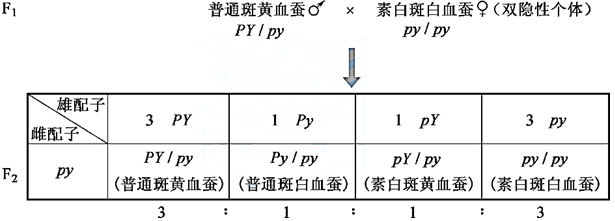 F₁ 普通斑黄血蚕♂ × 素白斑白血蚕♀(双隐性个体)
PY / py py / py
雄配子 3 PY 1 Py 1 pY 3 py
雌配子
F₂ py PY / py Py / py pY / py py / py
(普通斑黄血蚕) (普通斑白血蚕) (素白斑黄血蚕) (素白斑白血蚕)
3 : 1 : 1 : 3